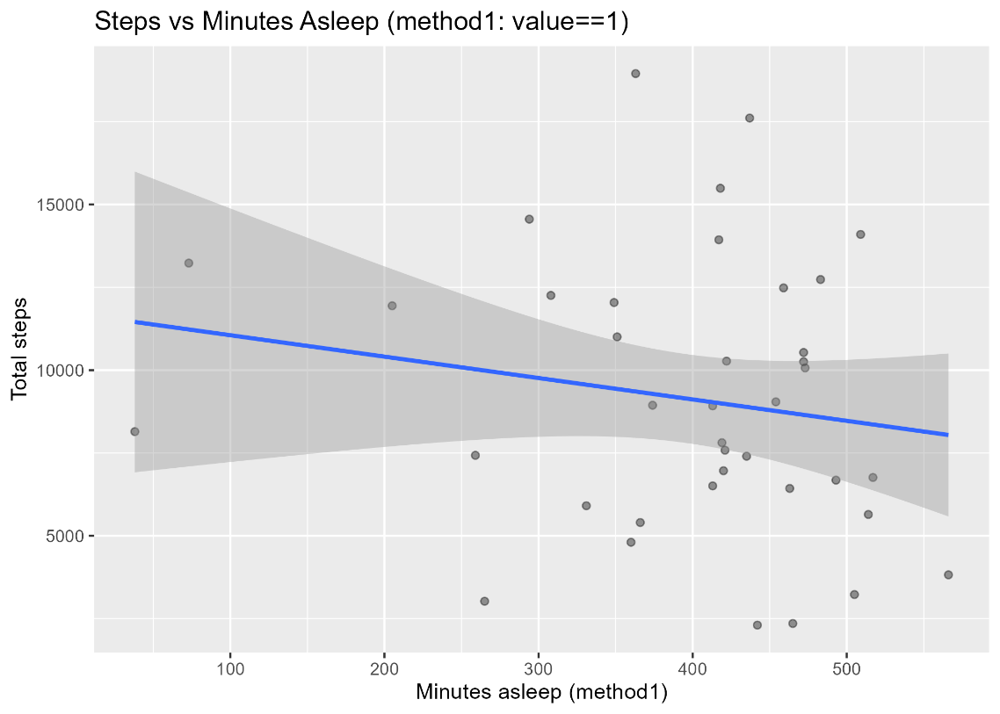 Steps vs Minutes Asleep (method1: value==1)
Total steps
15000
10000
5000
100 200 300 400 500
Minutes asleep (method1)